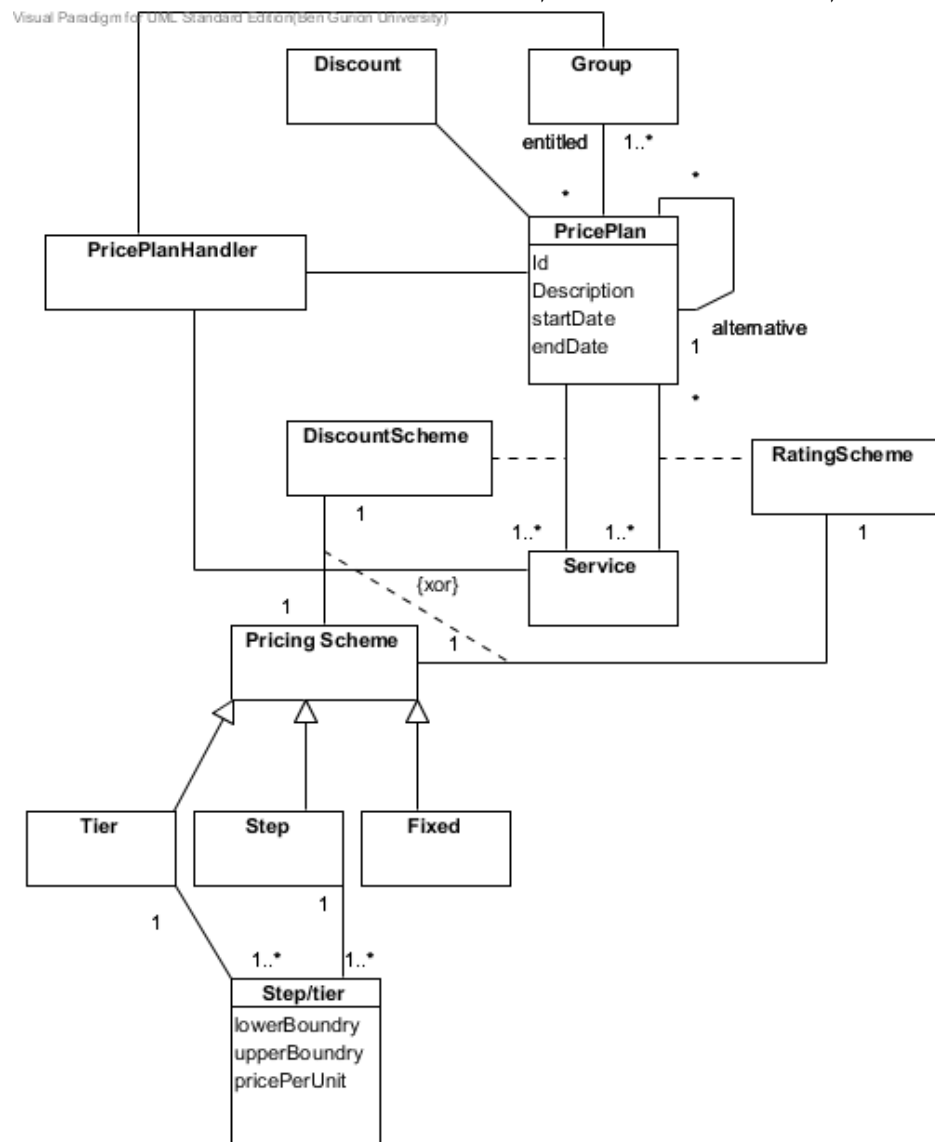 Visual Paradigm for UML Standard Edition(Ben Gurion University)
Discount
Group
entitled
1..*
*
*
PricePlanHandler
PricePlan
Id
Description
startDate
endDate
alternative
1
*
DiscountScheme
RatingScheme
1
1..*
1..*
1
Service
{xor}
1
1
Pricing Scheme
Tier
Step
Fixed
1
1
1..*
1..*
Step/tier
lowerBoundry
upperBoundry
pricePerUnit